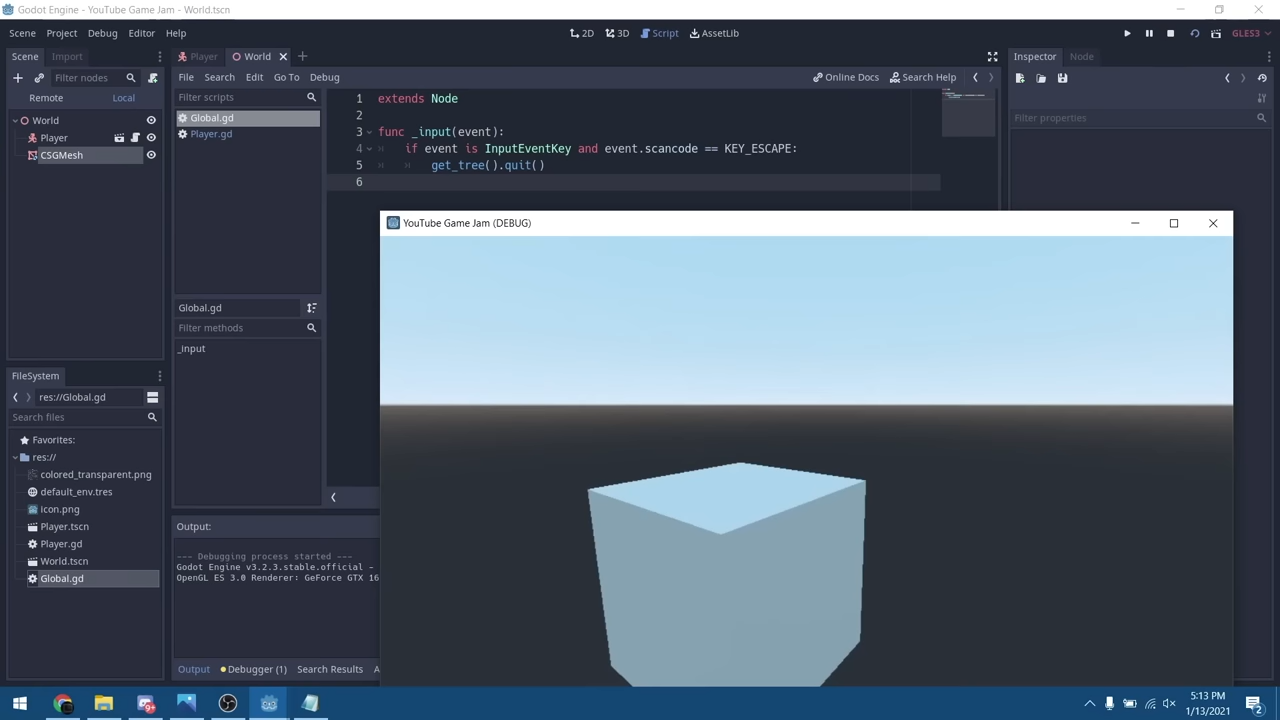 Godot Engine - YouTube Game Jam - World.tscn
Scene Project Debug Editor Help
2D 3D Script AssetLib
GLES3
Scene Import
Filter nodes
Remote Local
World
Player
CSGMesh
Player World
File Search Edit Go To Debug
Online Docs Search Help
Filter scripts
Global.gd
Player.gd
Global.gd
Filter methods
_input
1 extends Node
2
3 func _input(event):
4 if event is InputEventKey and event.scancode == KEY_ESCAPE:
5 get_tree().quit()
6
Inspector Node
Filter properties
YouTube Game Jam (DEBUG)
FileSystem
res://Global.gd
Search files
Favorites:
res://
colored_transparent.png
default_env.tres
icon.png
Player.tscn
Player.gd
World.tscn
Global.gd
Output:
--- Debugging process started ---
Godot Engine v3.2.3.stable.official -
OpenGL ES 3.0 Renderer: GeForce GTX 16
Output Debugger (1) Search Results A
5:13 PM
1/13/2021
2